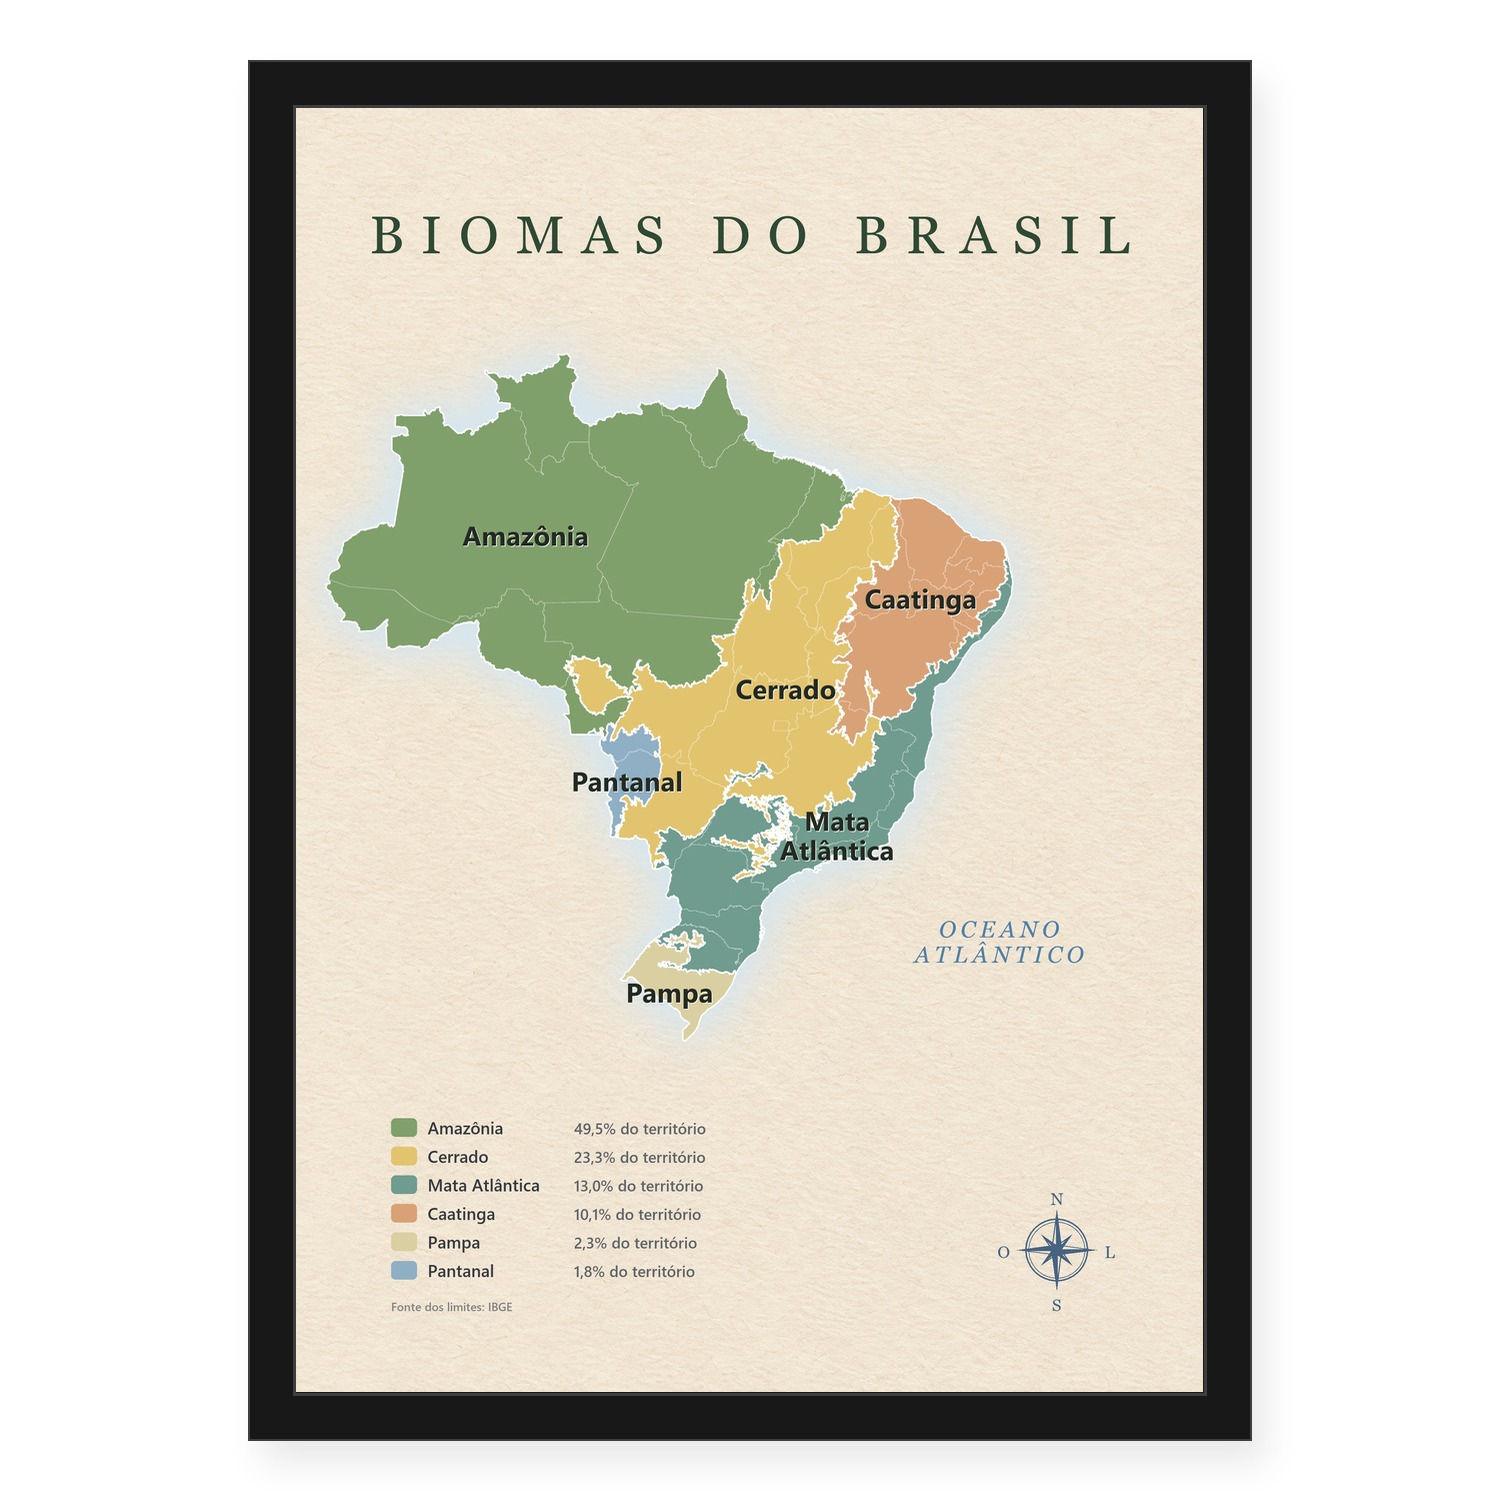 BIOMAS DO BRASIL
Amazônia
Caatinga
Cerrado
Pantanal
Mata
Atlântica
OCEANO
ATLÂNTICO
Pampa
Amazônia 49,5% do território
Cerrado 23,3% do território
Mata Atlântica 13,0% do território
Caatinga 10,1% do território
Pampa 2,3% do território
Pantanal 1,8% do território
Fonte dos limites: IBGE
N
O L
S